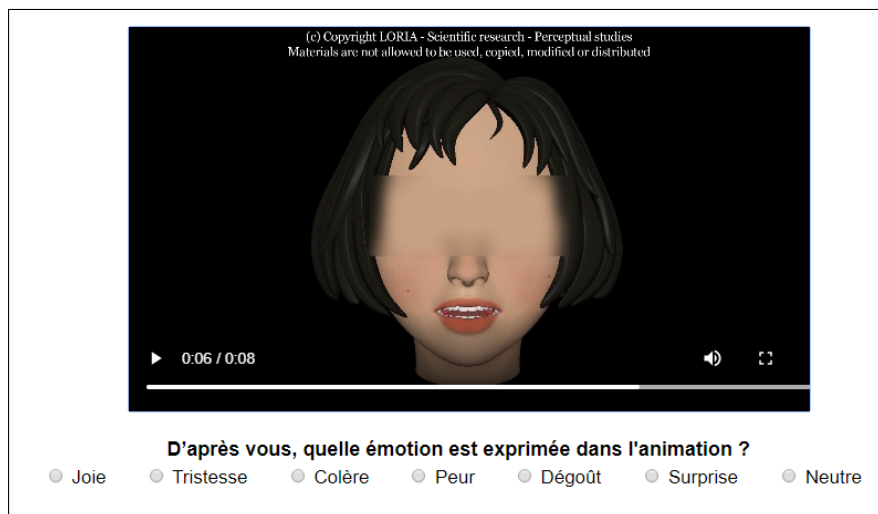 (c) Copyright LORIA - Scientific research - Perceptual studies
Materials are not allowed to be used, copied, modified or distributed
0:06 / 0:08
D'après vous, quelle émotion est exprimée dans l'animation ?
Joie Tristesse Colère Peur Dégoût Surprise Neutre